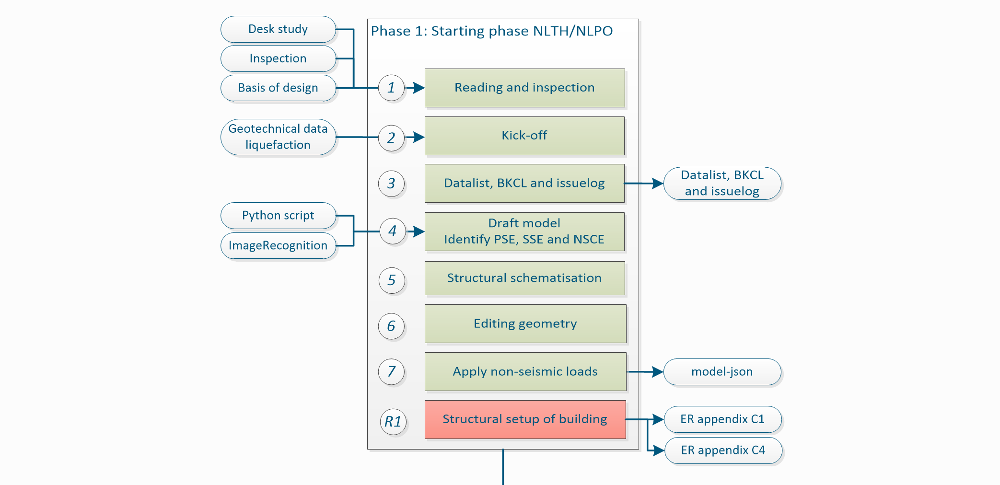 Phase 1: Starting phase NLTH/NLPO
Desk study
Inspection
Basis of design
1
Reading and inspection
Geotechnical data
liquefaction
2
Kick-off
3
Datalist, BKCL and issuelog
Datalist, BKCL
and issuelog
Python script
ImageRecognition
4
Draft model
Identify PSE, SSE and NSCE
5
Structural schematisation
6
Editing geometry
7
Apply non-seismic loads
model-json
R1
Structural setup of building
ER appendix C1
ER appendix C4